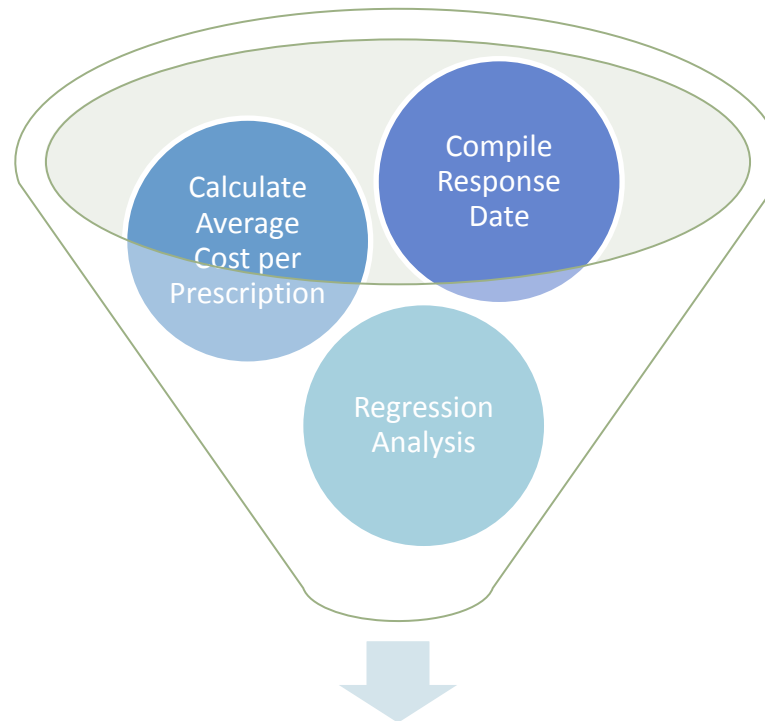 Calculate
Average
Cost per
Prescription
Compile
Response
Date
Regression
Analysis